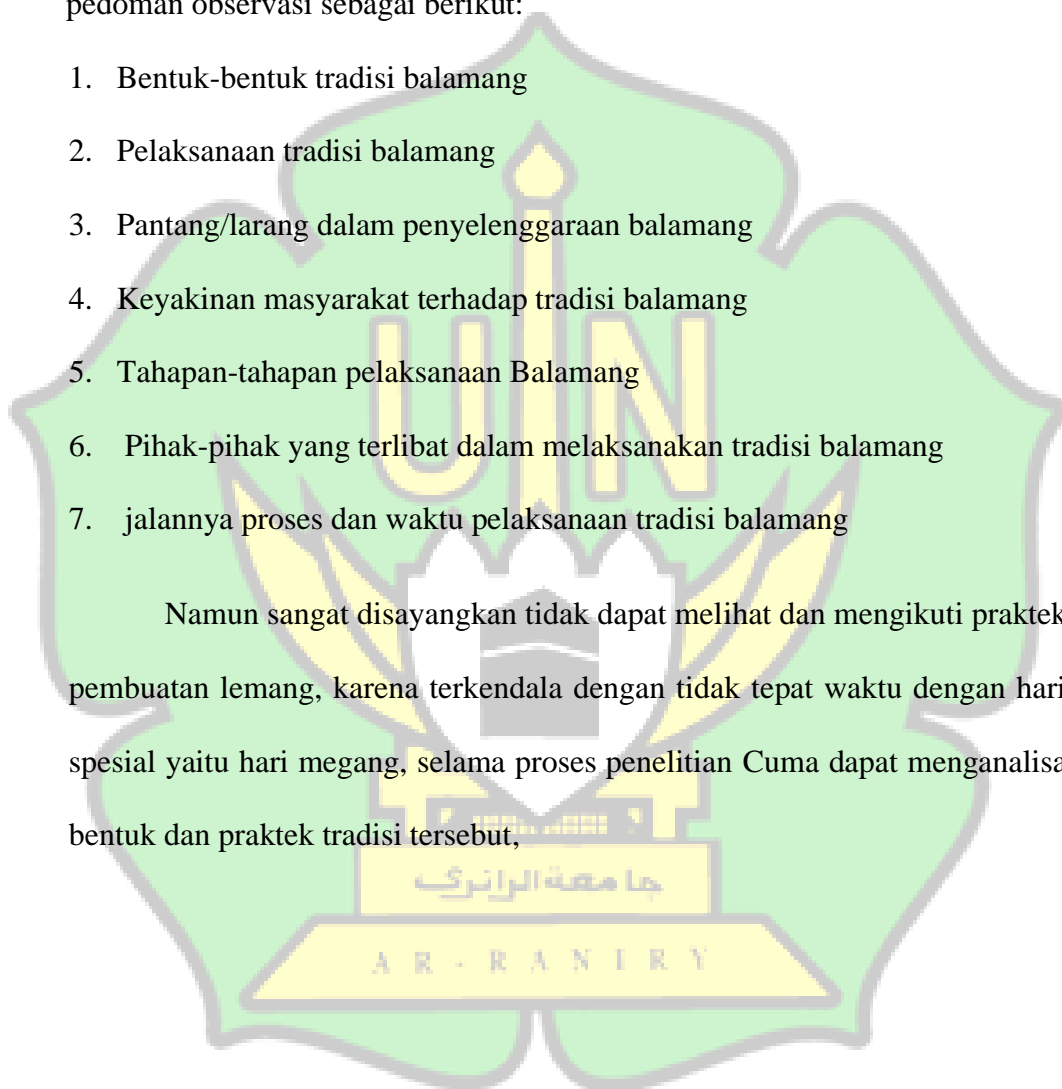 pedoman observasi sebagai berikut:
1. Bentuk-bentuk tradisi balamang
2. Pelaksanaan tradisi balamang
3. Pantang/larang dalam penyelenggaraan balamang
4. Keyakinan masyarakat terhadap tradisi balamang
5. Tahapan-tahapan pelaksanaan Balamang
6. Pihak-pihak yang terlibat dalam melaksanakan tradisi balamang
7. jalannya proses dan waktu pelaksanaan tradisi balamang
Namun sangat disayangkan tidak dapat melihat dan mengikuti praktek
pembuatan lemang, karena terkendala dengan tidak tepat waktu dengan hari
spesial yaitu hari megang, selama proses penelitian Cuma dapat menganalisa
bentuk dan praktek tradisi tersebut,
UIN
جامعة الرانري
AR-RANIRY